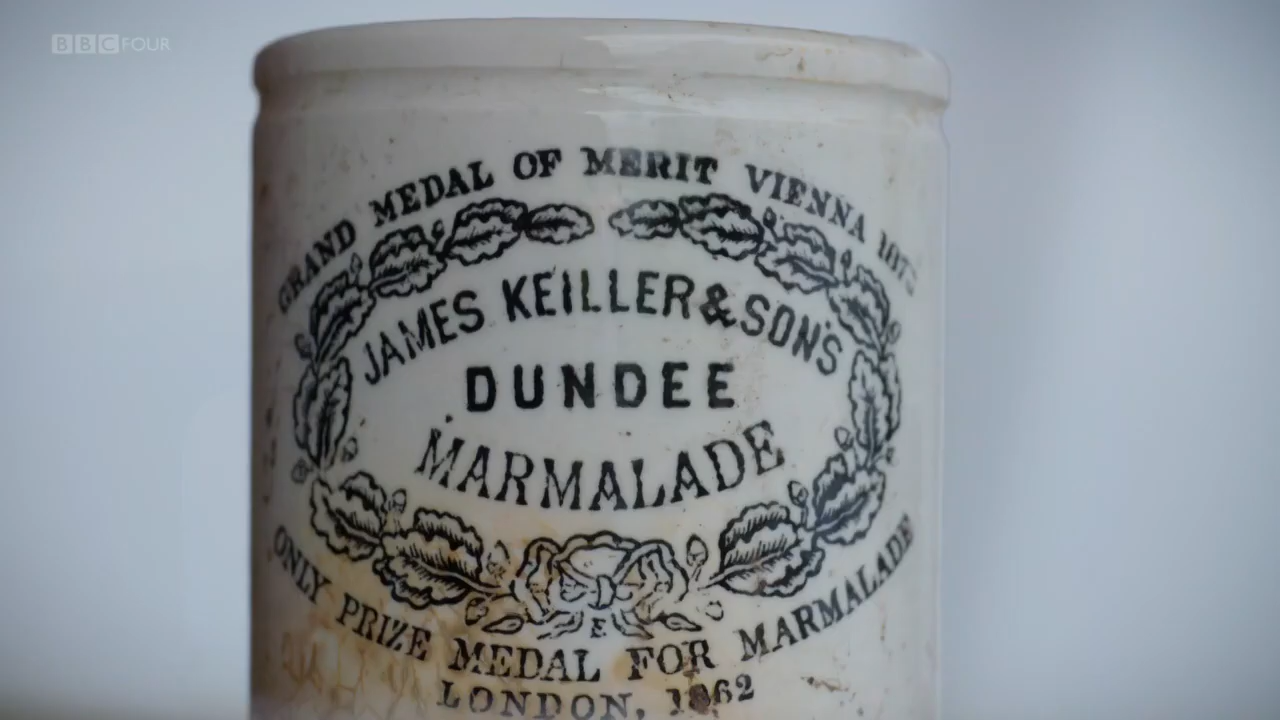 BBC FOUR
GRAND MEDAL OF MERIT VIENNA 1873
JAMES KEILLER & SON'S
DUNDEE
MARMALADE
E
ONLY PRIZE MEDAL FOR MARMALADE
LONDON, 1862